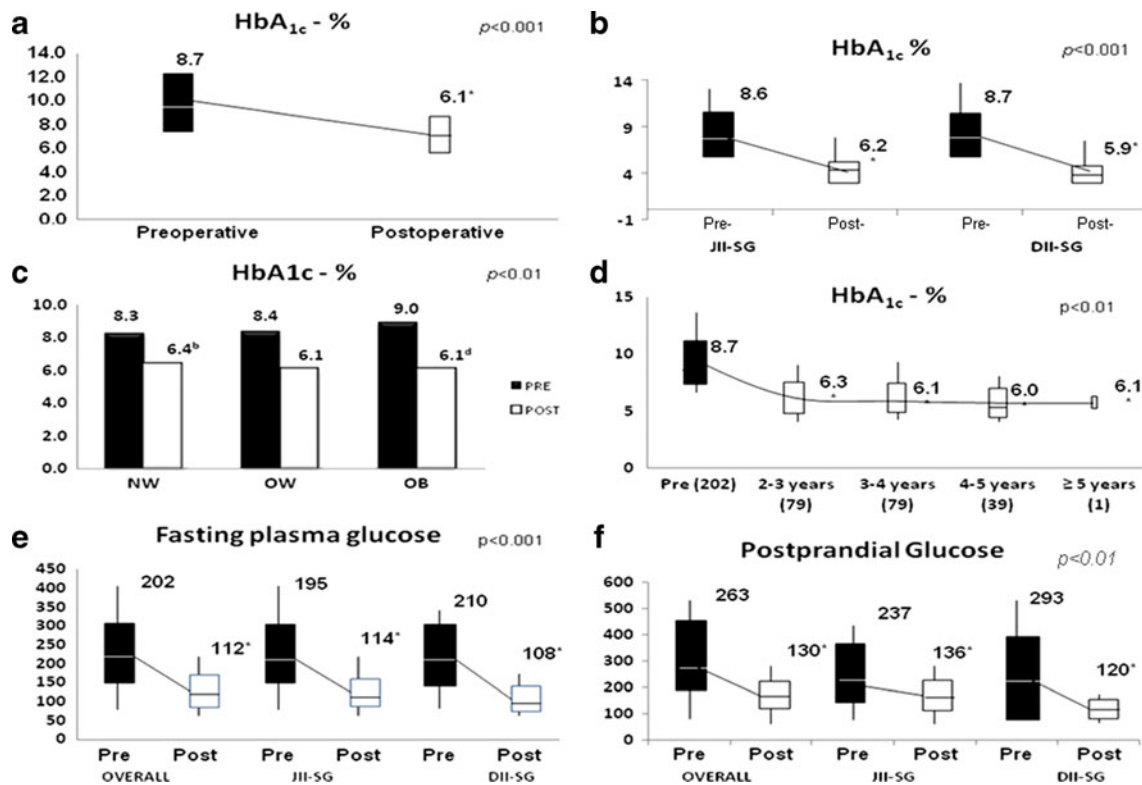 a
HbA1c - %
p<0.001
14.0
12.0
10.0
8.0
6.0
4.0
2.0
0.0
8.7
6.1*
Preoperative Postoperative
b
HbA1c %
p<0.001
14
9
4
-1
8.6
6.2
*
8.7
5.9*
Pre- Post- Pre- Post-
JII-SG DII-SG
c
HbA1c - %
p<0.01
10.0
8.0
6.0
4.0
2.0
0.0
8.3
6.4b
8.4
6.1
9.0
6.1d
PRE
POST
NW OW OB
d
HbA1c - %
p<0.01
15
10
5
0
8.7
6.3
*
6.1
*
6.0
*
6.1
*
Pre (202) 2-3 years 3-4 years 4-5 years ≥ 5 years
(79) (79) (39) (1)
e
Fasting plasma glucose
p<0.001
450
400
350
300
250
200
150
100
50
0
202
112*
195
114*
210
108*
Pre Post Pre Post Pre Post
OVERALL JII-SG DII-SG
f
Postprandial Glucose
p<0.01
600
500
400
300
200
100
0
263
130*
237
136*
293
120*
Pre Post Pre Post Pre Post
OVERALL JII-SG DII-SG